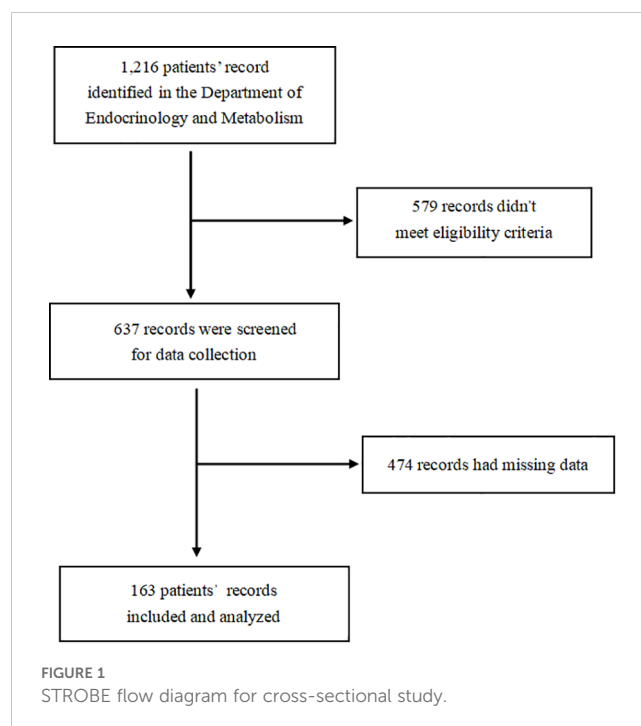 1,216 patients' record
identified in the Department of
Endocrinology and Metabolism
579 records didn't
meet eligibility criteria
637 records were screened
for data collection
474 records had missing data
163 patients' records
included and analyzed
FIGURE 1
STROBE flow diagram for cross-sectional study.